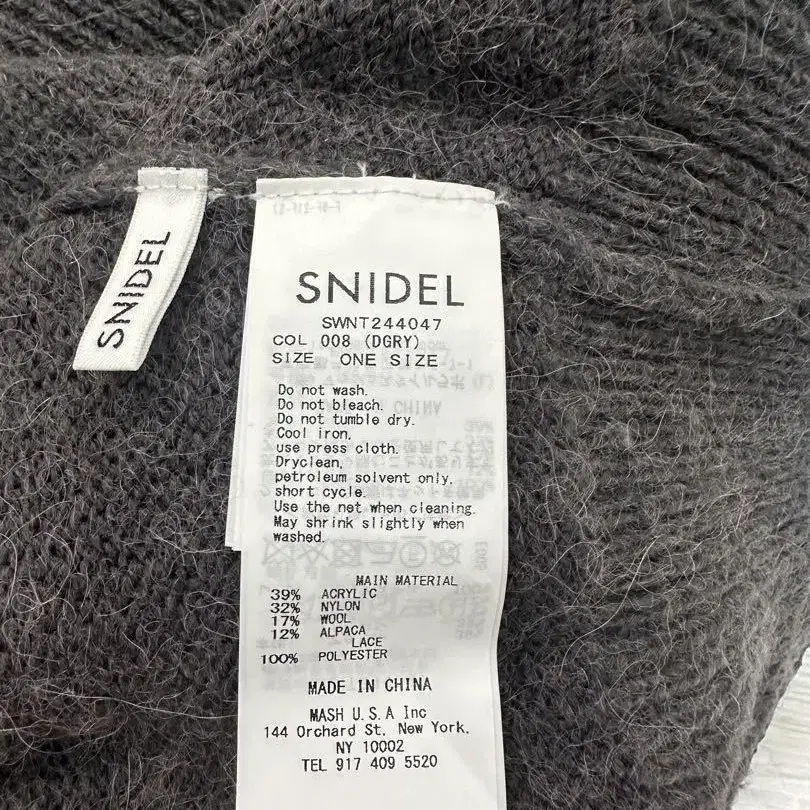 SNIDEL
SNIDEL
SWNT244047
COL 008 (DGRY)
SIZE ONE SIZE
Do not wash.
Do not bleach.
Do not tumble dry.
Cool iron,
use press cloth.
Dryclean,
petroleum solvent only,
short cycle.
Use the net when cleaning.
May shrink slightly when
washed.
MAIN MATERIAL
39% ACRYLIC
32% NYLON
17% WOOL
12% ALPACA
LACE
100% POLYESTER
MADE IN CHINA
MASH U.S.A Inc
144 Orchard St. New York,
NY 10002
TEL 917 409 5520